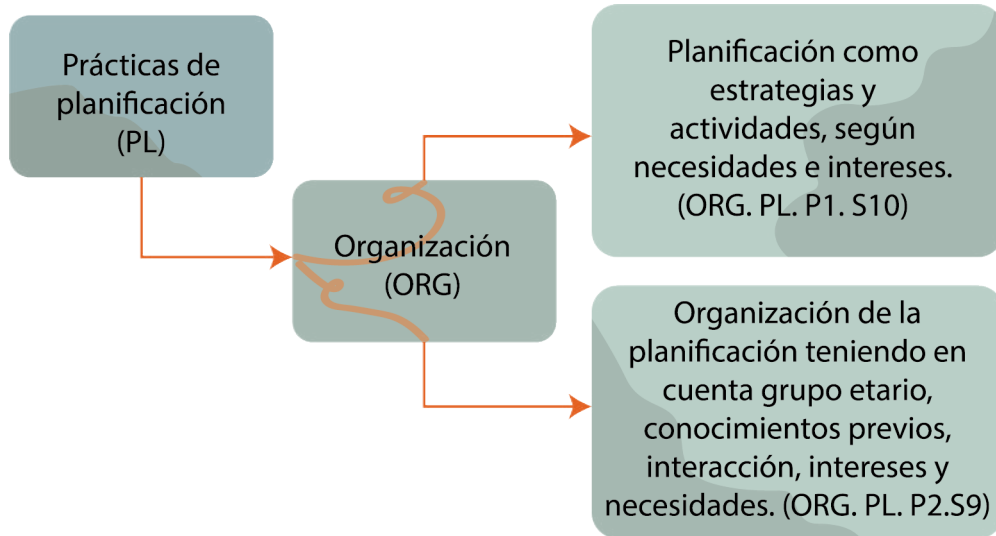 Prácticas de
planificación
(PL)
Organización
(ORG)
Planificación como
estrategias y
actividades, según
necesidades e intereses.
(ORG. PL. P1. S10)
Organización de la
planificación teniendo en
cuenta grupo etario,
conocimientos previos,
interacción, intereses y
necesidades. (ORG. PL. P2.S9)